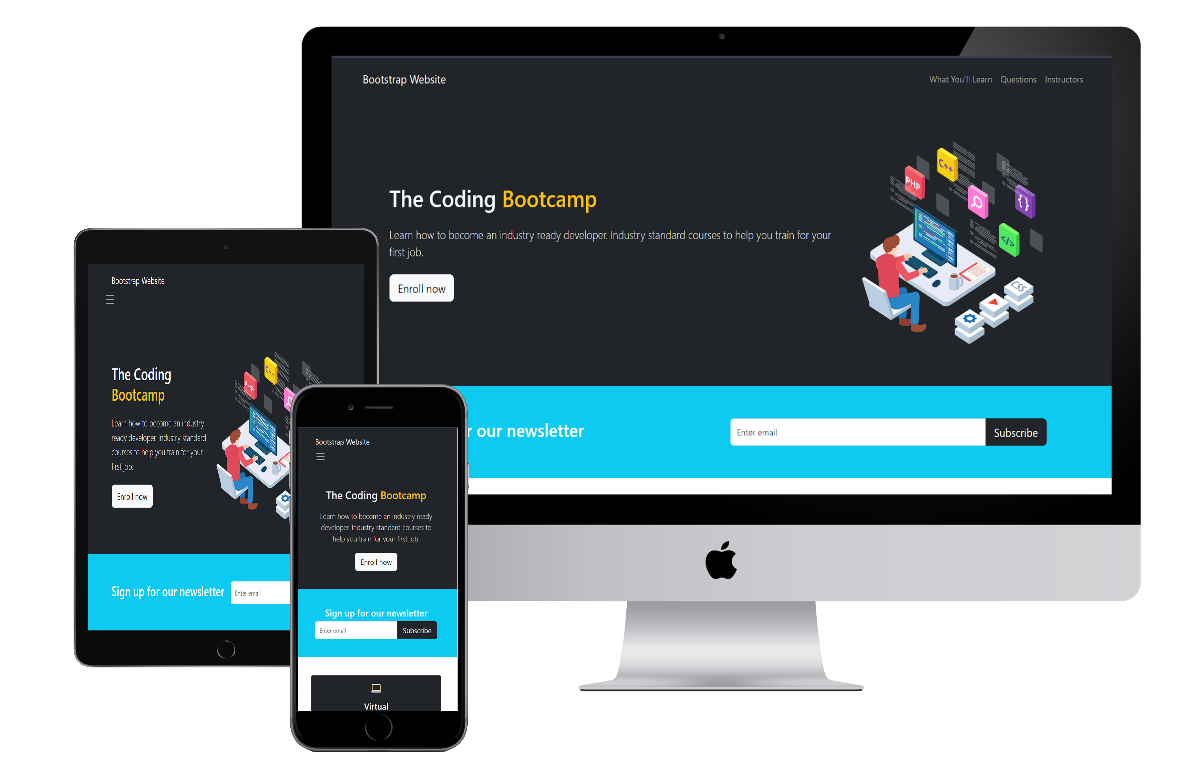 Bootstrap Website
What You'll Learn Questions Instructors
The Coding Bootcamp
Learn how to become an industry ready developer. Industry standard courses to help you train for your
first job.
Enroll now
PHP
C++
{}
</>
CSS
r our newsletter
Enter email
Subscribe
Bootstrap Website
The Coding
Bootcamp
Learn how to become an industry
ready developer. Industry standard
courses to help you train for your
first job.
Enroll now
C++
Sign up for our newsletter
Enter email
Bootstrap Website
The Coding Bootcamp
Learn how to become an industry ready
developer. Industry standard courses to
help you train for your first job.
Enroll now
Sign up for our newsletter
Enter email
Subscribe
Virtual